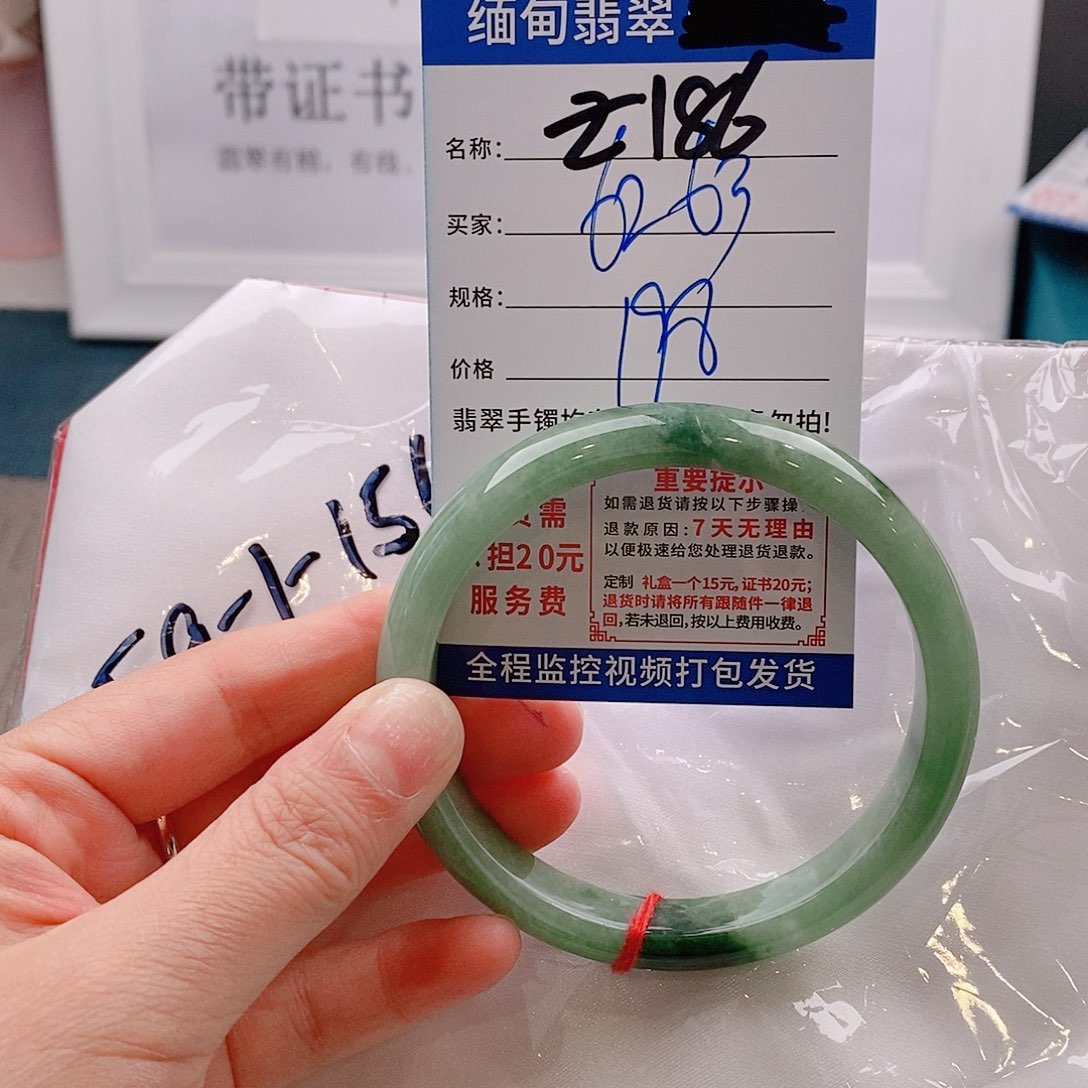 缅甸翡翠
带证书
名称: Z-186
买家: 62-63
规格: 198
价格
翡翠手镯 勿拍!
重要提示
如需退货请按以下步骤操
退款原因:7天无理由
以便极速给您处理退货退款。
需
担20元
服务费
定制 礼盒一个15元,证书20元;
退货时请将所有跟随件一律退
回,若未退回,按以上费用收费。
全程监控视频打包发货